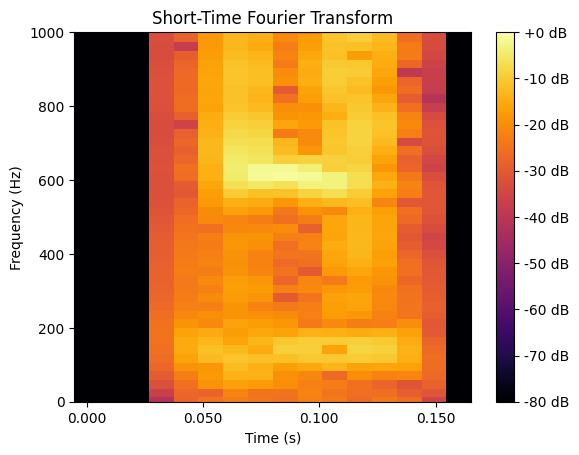 Short-Time Fourier Transform
Frequency (Hz)
1000
800
600
400
200
0
0.000
0.050
0.100
0.150
Time (s)
+0 dB
-10 dB
-20 dB
-30 dB
-40 dB
-50 dB
-60 dB
-70 dB
-80 dB